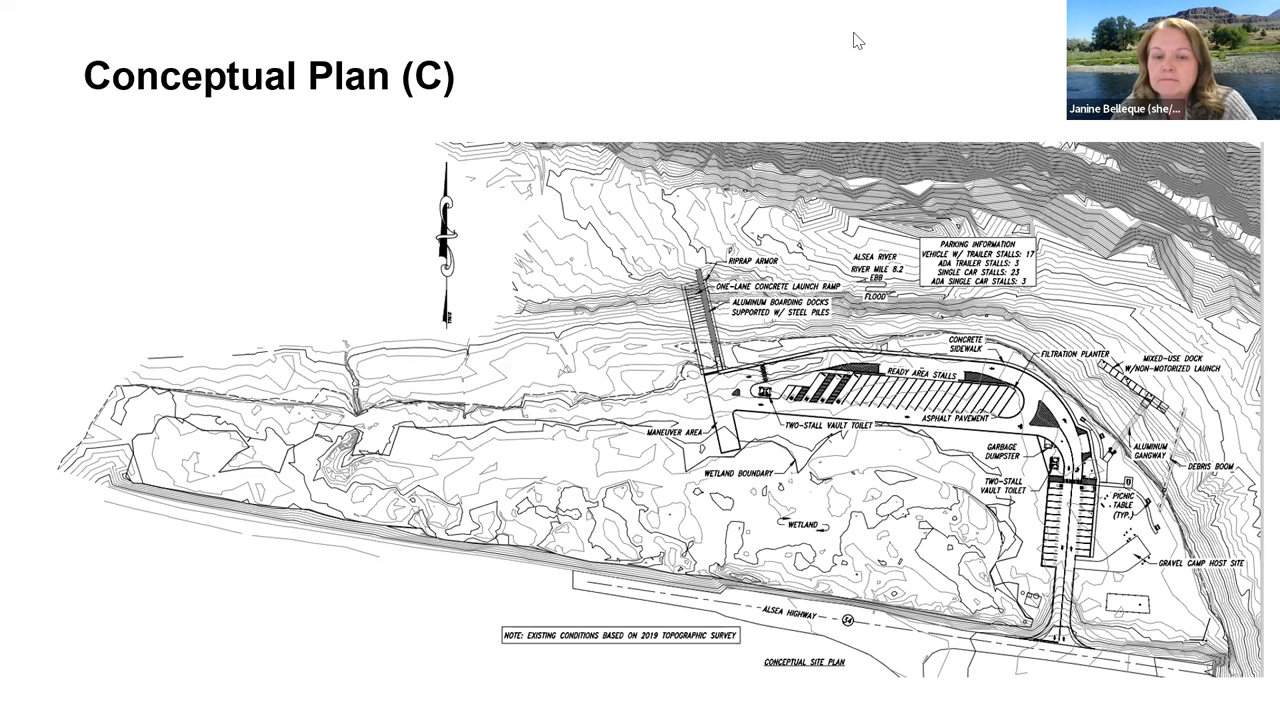 Conceptual Plan (C)
Janine Belleque (she/...
PARKING INFORMATION
VEHICLE W/ TRAILER STALLS: 17
ADA TRAILER STALLS: 3
SINGLE CAR STALLS: 23
ADA SINGLE CAR STALLS: 3
ALSEA RIVER
RIVER MILE 8.2
EBB
FLOOD
RIPRAP ARMOR
ONE-LANE CONCRETE LAUNCH RAMP
ALUMINUM BOARDING DOCKS
SUPPORTED W/ STEEL PILES
CONCRETE
SIDEWALK
FILTRATION PLANTER
MIXED-USE DOCK
W/NON-MOTORIZED LAUNCH
READY AREA STALLS
ASPHALT PAVEMENT
TWO-STALL VAULT TOILET
MANEUVER AREA
WETLAND BOUNDARY
GARBAGE
DUMPSTER
ALUMINUM
GANGWAY
DEBRIS BOOM
TWO-STALL
VAULT TOILET
PICNIC
TABLE
(TYP.)
WETLAND
GRAVEL CAMP HOST SITE
ALSEA HIGHWAY
34
NOTE: EXISTING CONDITIONS BASED ON 2019 TOPOGRAPHIC SURVEY
CONCEPTUAL SITE PLAN